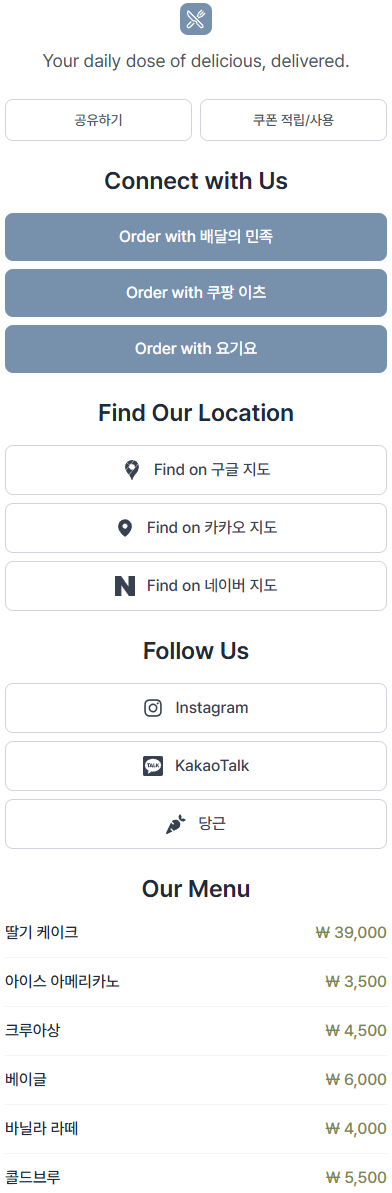 Your daily dose of delicious, delivered.
공유하기
쿠폰 적립/사용
Connect with Us
Order with 배달의 민족
Order with 쿠팡 이츠
Order with 요기요
Find Our Location
Find on 구글 지도
Find on 카카오 지도
N Find on 네이버 지도
Follow Us
Instagram
TALK KakaoTalk
당근
Our Menu
딸기 케이크 ₩ 39,000
아이스 아메리카노 ₩ 3,500
크루아상 ₩ 4,500
베이글 ₩ 6,000
바닐라 라떼 ₩ 4,000
콜드브루 ₩ 5,500